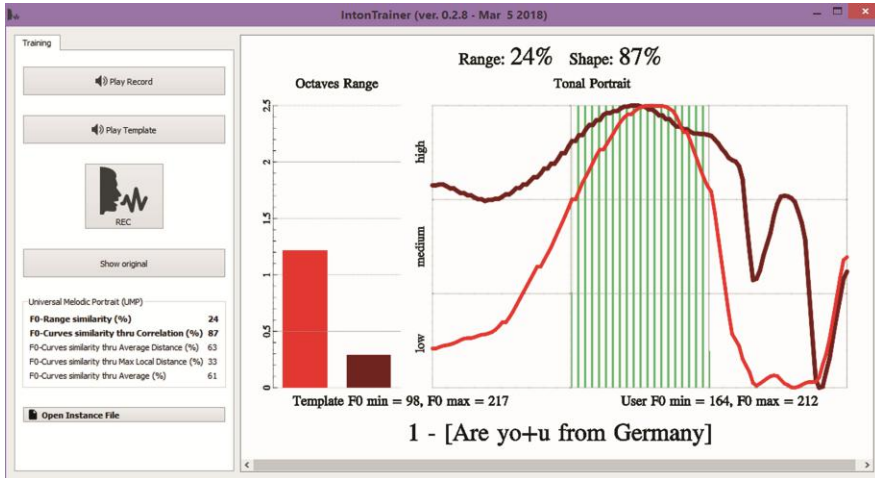 IntonTrainer (ver. 0.2.8 - Mar 5 2018)
Training
Play Record
Play Template
REC
Show original
Universal Melodic Portrait (UMP)
F0-Range similarity (%) 24
F0-Curves similarity thru Correlation (%) 87
F0-Curves similarity thru Average Distance (%) 63
F0-Curves similarity thru Max Local Distance (%) 33
F0-Curves similarity thru Average (%) 61
Open Instance File
Range: 24% Shape: 87%
Octaves Range
Tonal Portrait
2.5
2
1.5
1
0.5
0
high
medium
low
Template F0 min = 98, F0 max = 217
User F0 min = 164, F0 max = 212
1 - [Are yo+u from Germany]